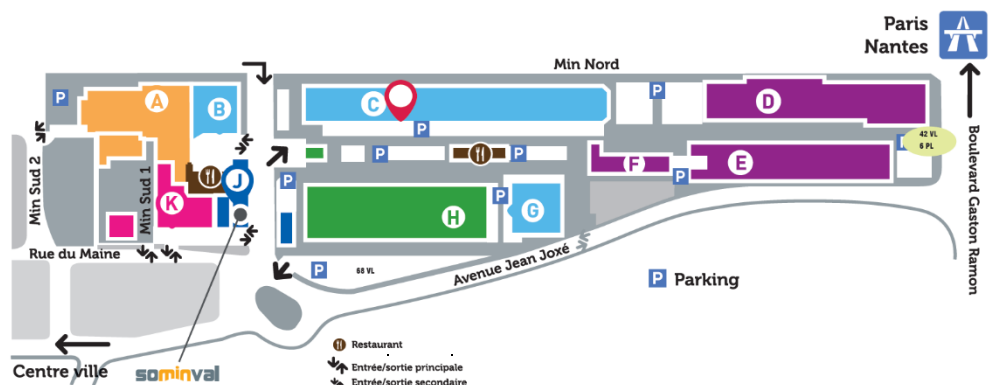 Paris
Nantes
Min Nord
P
A
B
C
P
D
P
42 VL
6 PL
P
P
P
F
E
P
P
J
K
P
H
G
Min Sud 2
Min Sud 1
Rue du Maine
P
68 VL
Avenue Jean Joxé
Boulevard Gaston Ramon
P Parking
Centre ville
sominval
Restaurant
Entrée/sortie principale
Entrée/sortie secondaire